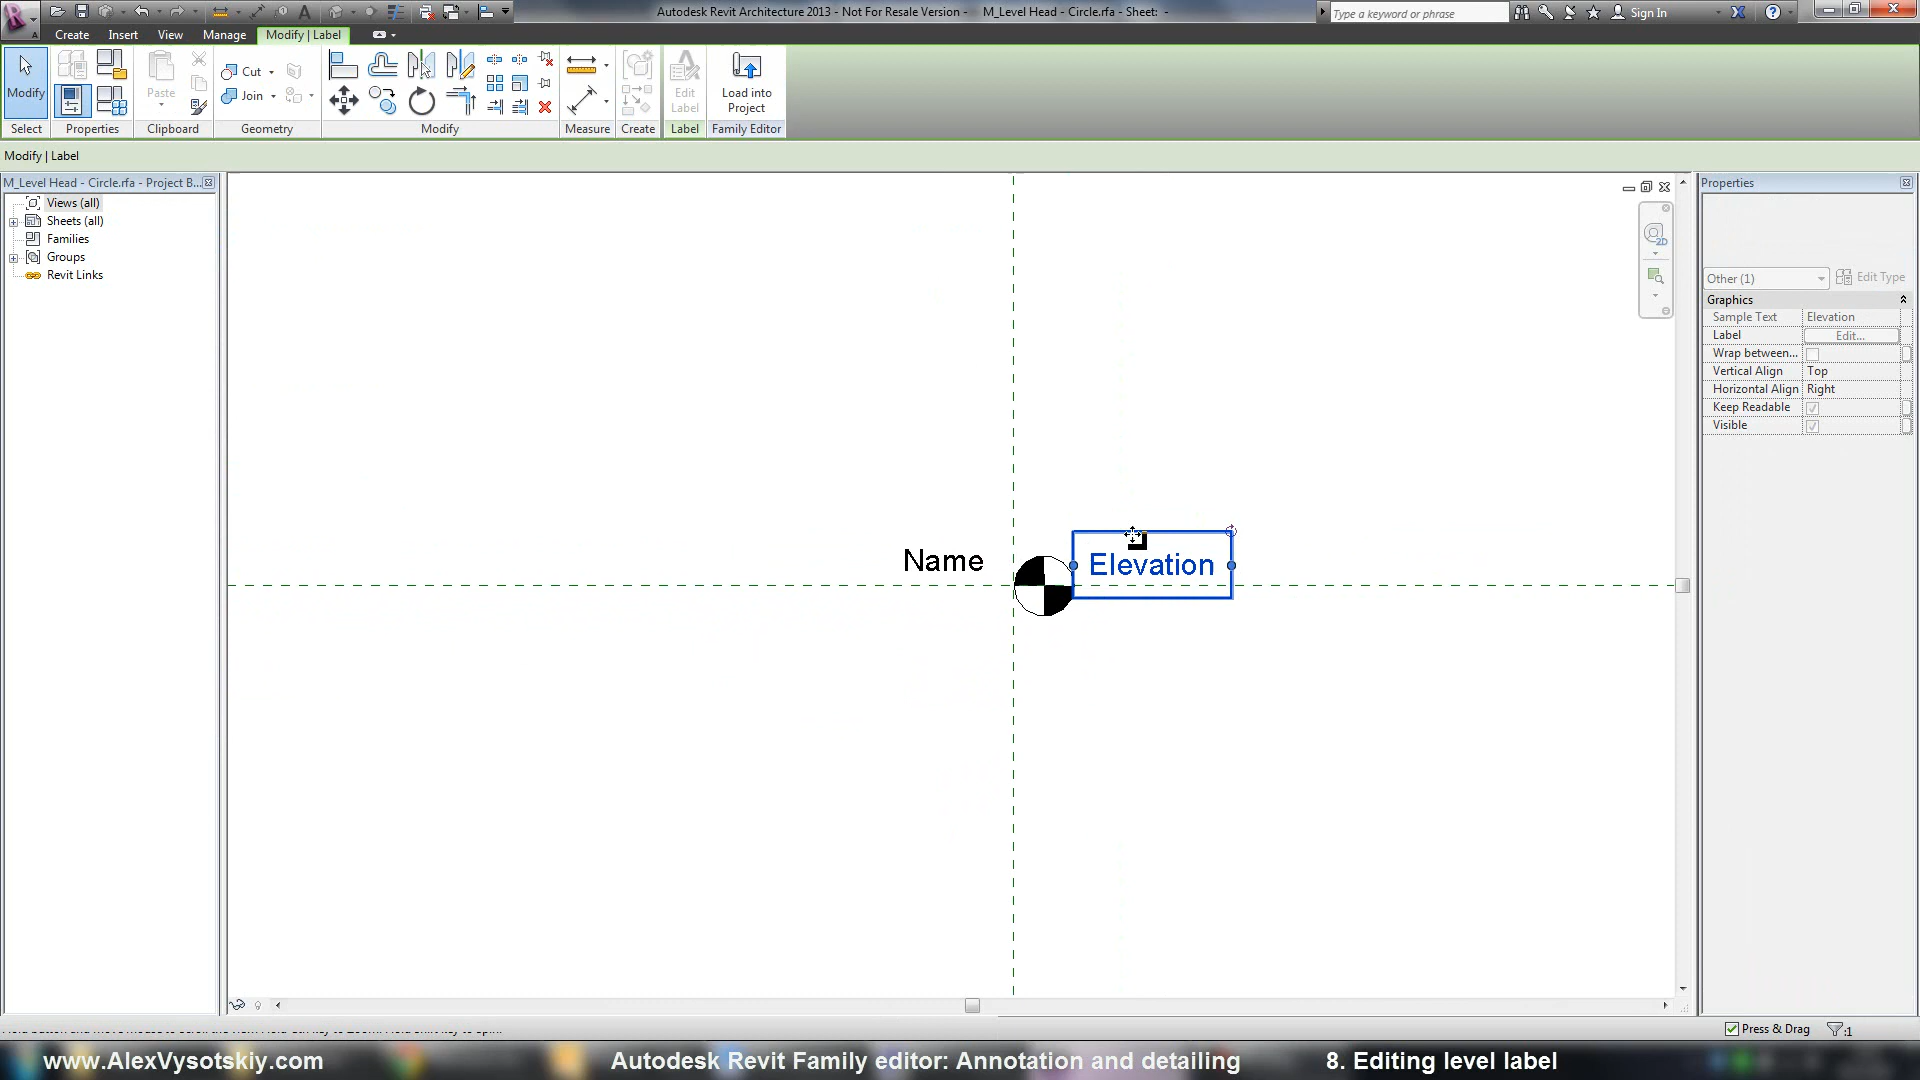 Autodesk Revit Architecture 2013 - Not For Resale Version - M_Level Head - Circle.rfa - Sheet: -
Type a keyword or phrase
Sign In
Create Insert View Manage Modify | Label
Modify
Paste
Cut
Join
Edit Label
Load into Project
Select Properties Clipboard Geometry Modify Measure Create Label Family Editor
Modify | Label
M_Level Head - Circle.rfa - Project B...
Views (all)
Sheets (all)
Families
Groups
Revit Links
Name
Elevation
2D
Properties
Other (1)
Edit Type
Graphics
Sample Text Elevation
Label Edit...
Wrap between...
Vertical Align Top
Horizontal Align Right
Keep Readable
Visible
Press & Drag
:1
www.AlexVysotskiy.com
Autodesk Revit Family editor: Annotation and detailing
8. Editing level label